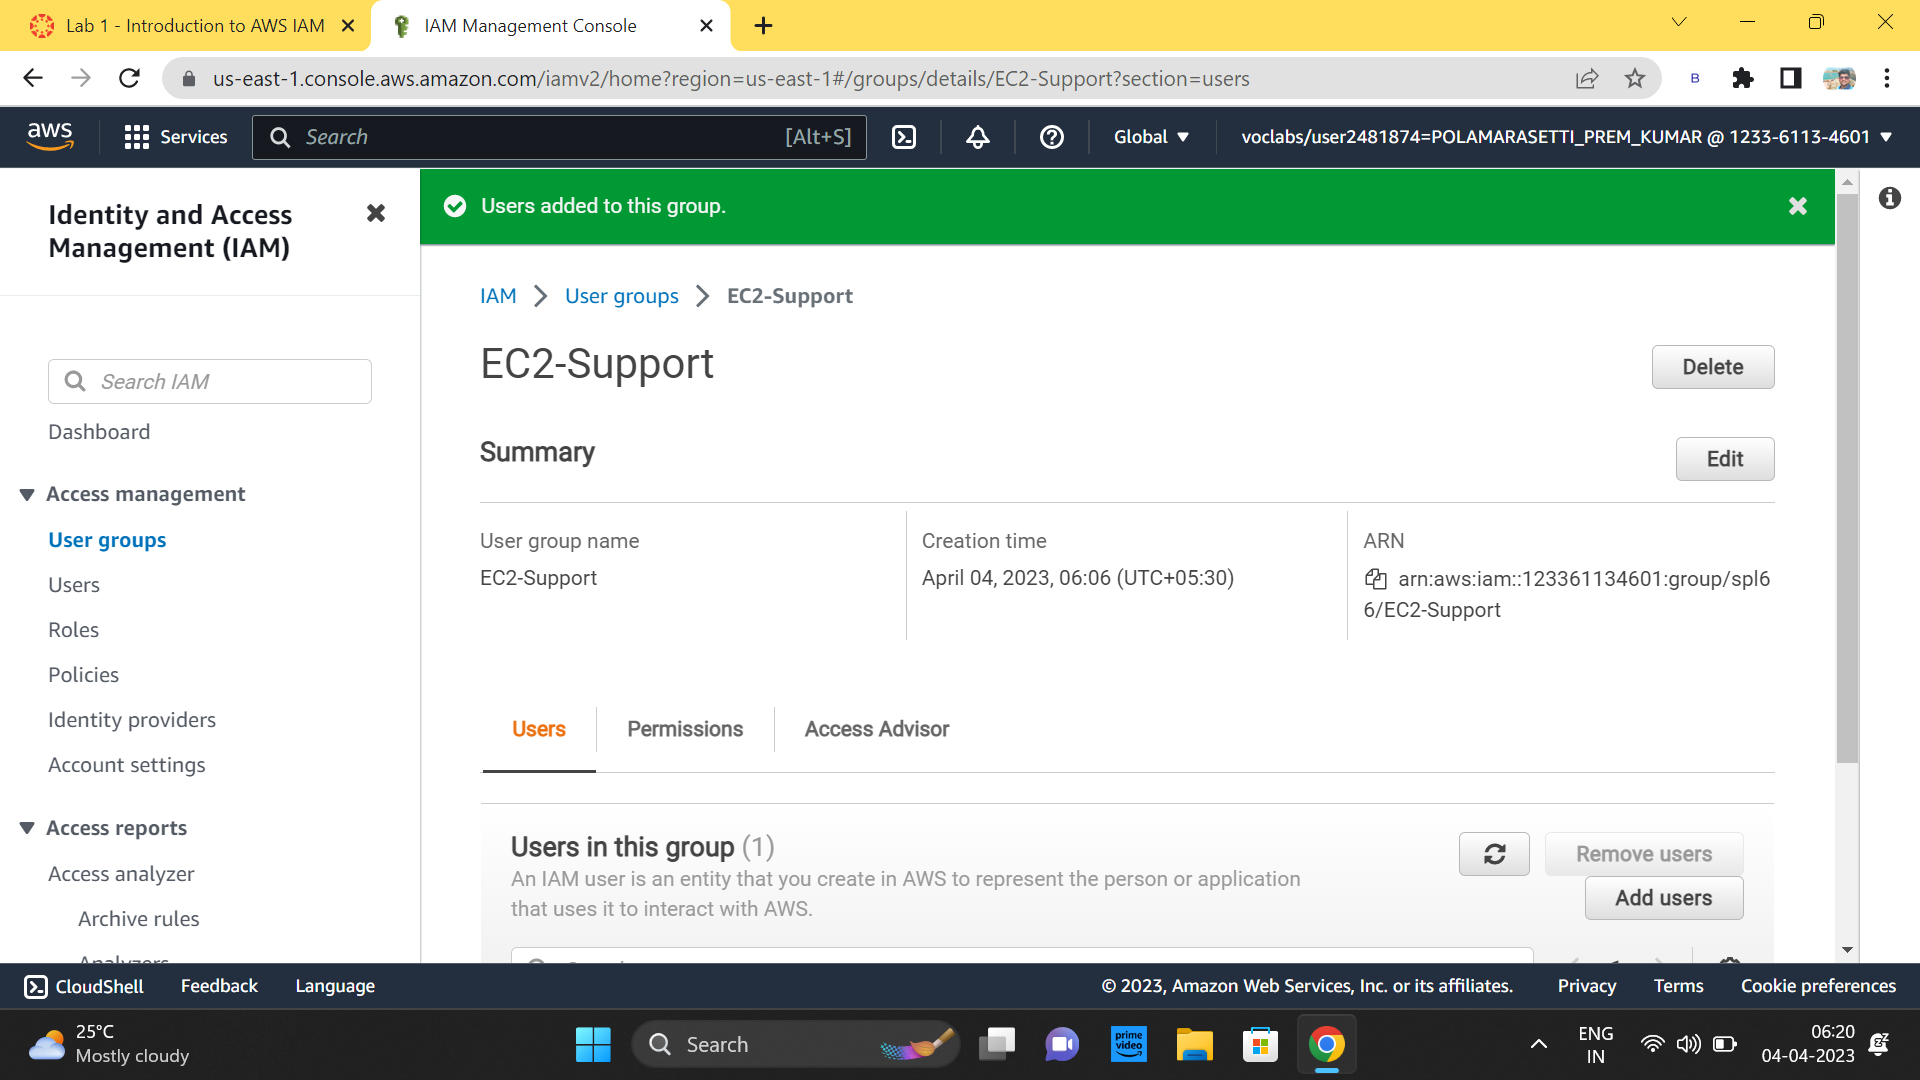 Lab 1 - Introduction to AWS IAM
IAM Management Console
us-east-1.console.aws.amazon.com/iamv2/home?region=us-east-1#/groups/details/EC2-Support?section=users
B
aws
Services
Search
[Alt+S]
Global
voclabs/user2481874=POLAMARASETTI_PREM_KUMAR @ 1233-6113-4601
Identity and Access
Management (IAM)
Search IAM
Dashboard
Access management
User groups
Users
Roles
Policies
Identity providers
Account settings
Access reports
Access analyzer
Archive rules
Analyzers
Users added to this group.
IAM > User groups > EC2-Support
EC2-Support
Delete
Summary
Edit
User group name
EC2-Support
Creation time
April 04, 2023, 06:06 (UTC+05:30)
ARN
arn:aws:iam::123361134601:group/spl6
6/EC2-Support
Users
Permissions
Access Advisor
Users in this group (1)
An IAM user is an entity that you create in AWS to represent the person or application
that uses it to interact with AWS.
Remove users
Add users
CloudShell
Feedback
Language
© 2023, Amazon Web Services, Inc. or its affiliates.
Privacy
Terms
Cookie preferences
25°C
Mostly cloudy
Search
prime
video
ENG
IN
06:20
04-04-2023